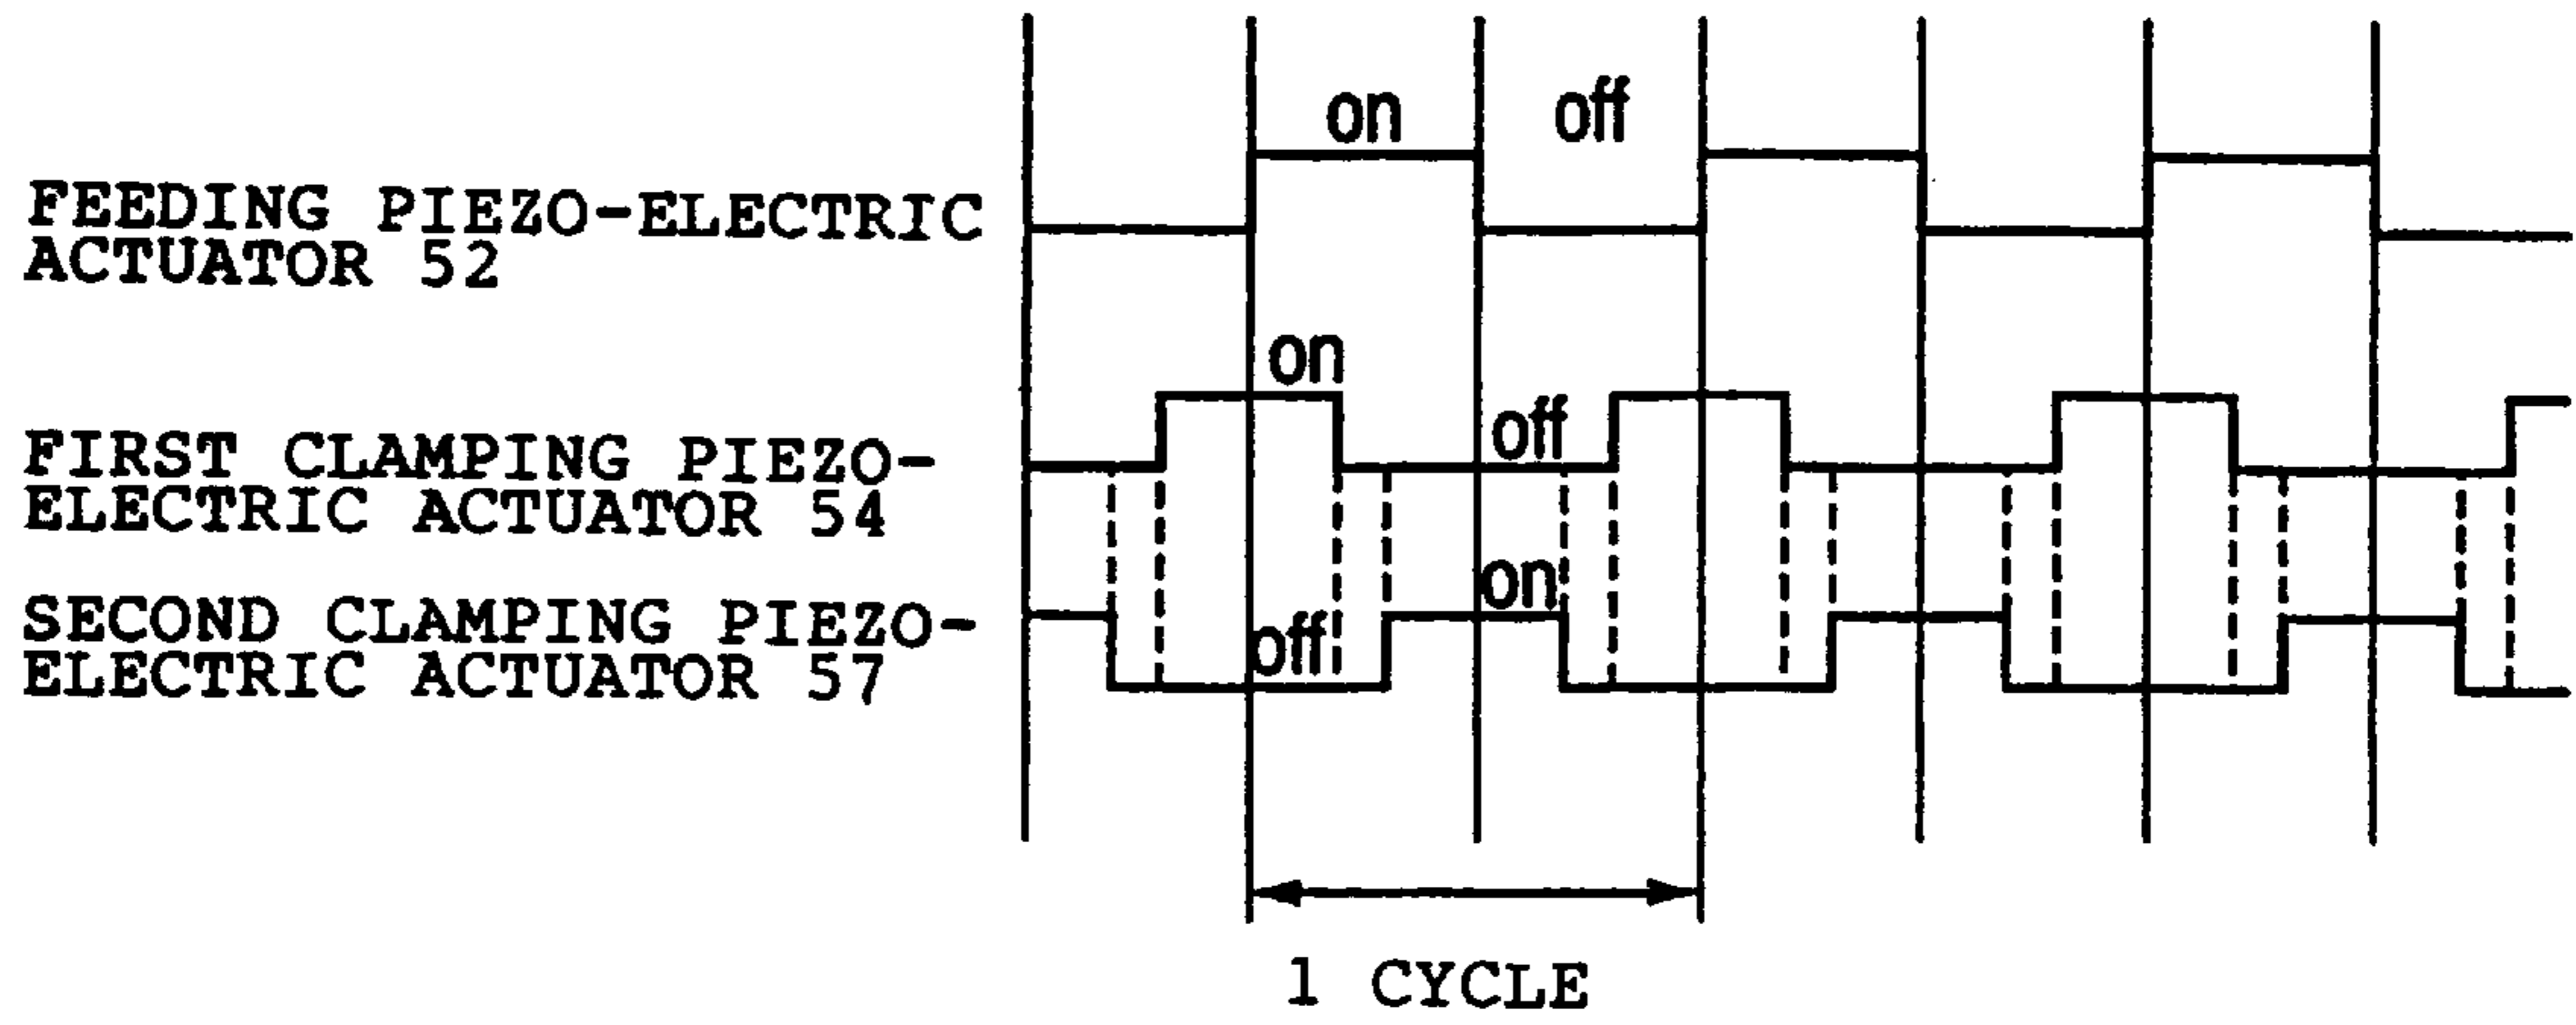 on off
FEEDING PIEZO-ELECTRIC
ACTUATOR 52
on
off
FIRST CLAMPING PIEZO-
ELECTRIC ACTUATOR 54
on
SECOND CLAMPING PIEZO-
off
ELECTRIC ACTUATOR 57
1 CYCLE